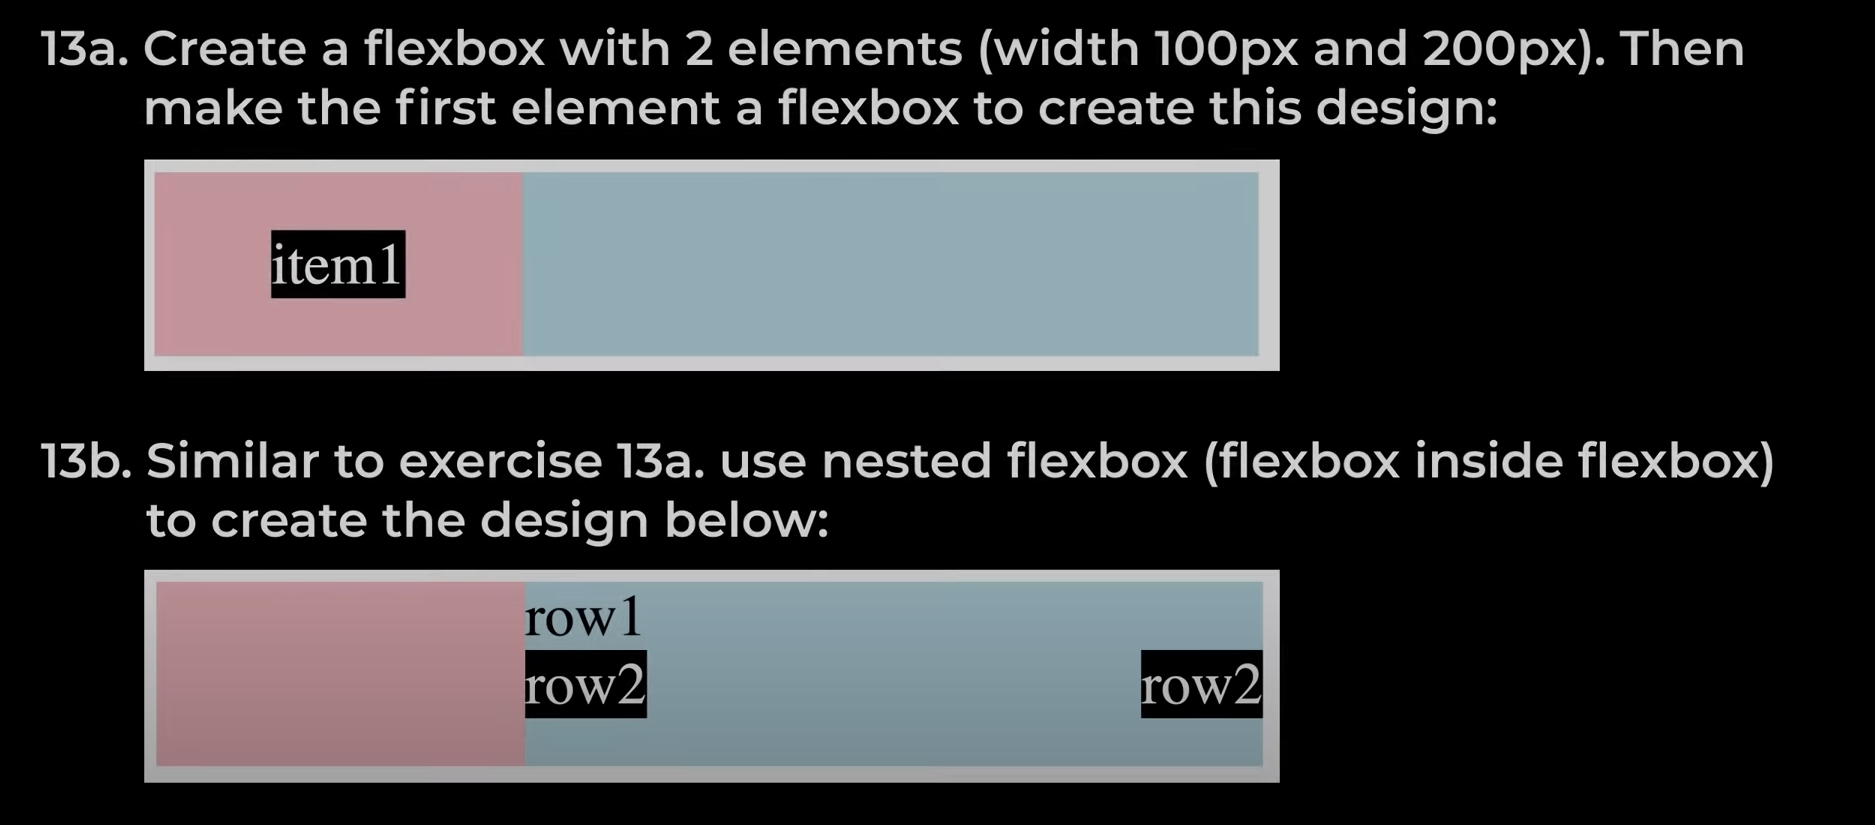 13a. Create a flexbox with 2 elements (width 100px and 200px). Then
make the first element a flexbox to create this design:
item1
13b. Similar to exercise 13a. use nested flexbox (flexbox inside flexbox)
to create the design below:
row1
row2 row2